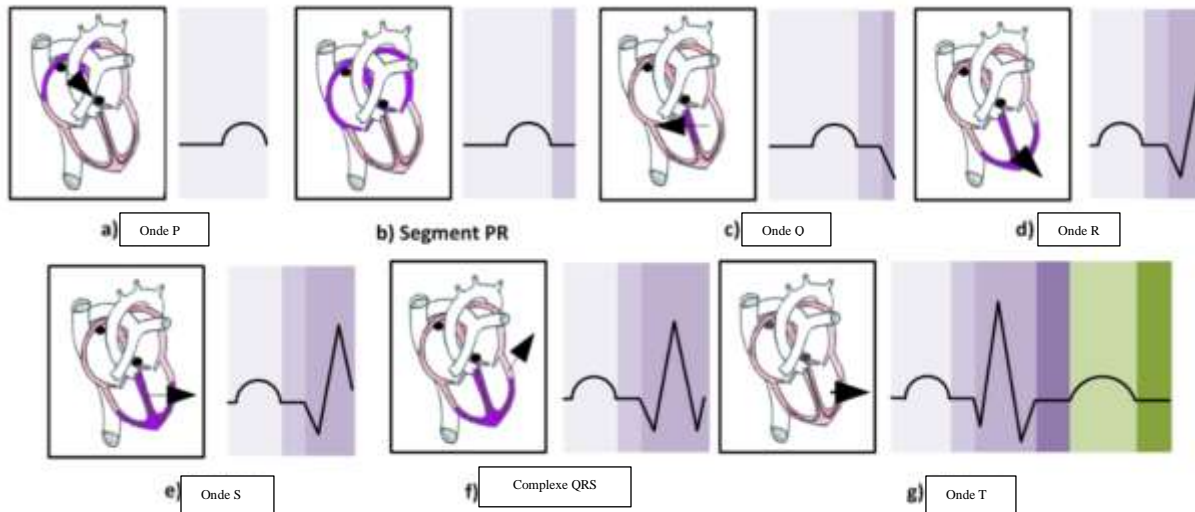 a) Onde P
b) Segment PR
c) Onde Q
d) Onde R
e) Onde S
f) Complexe QRS
g) Onde T